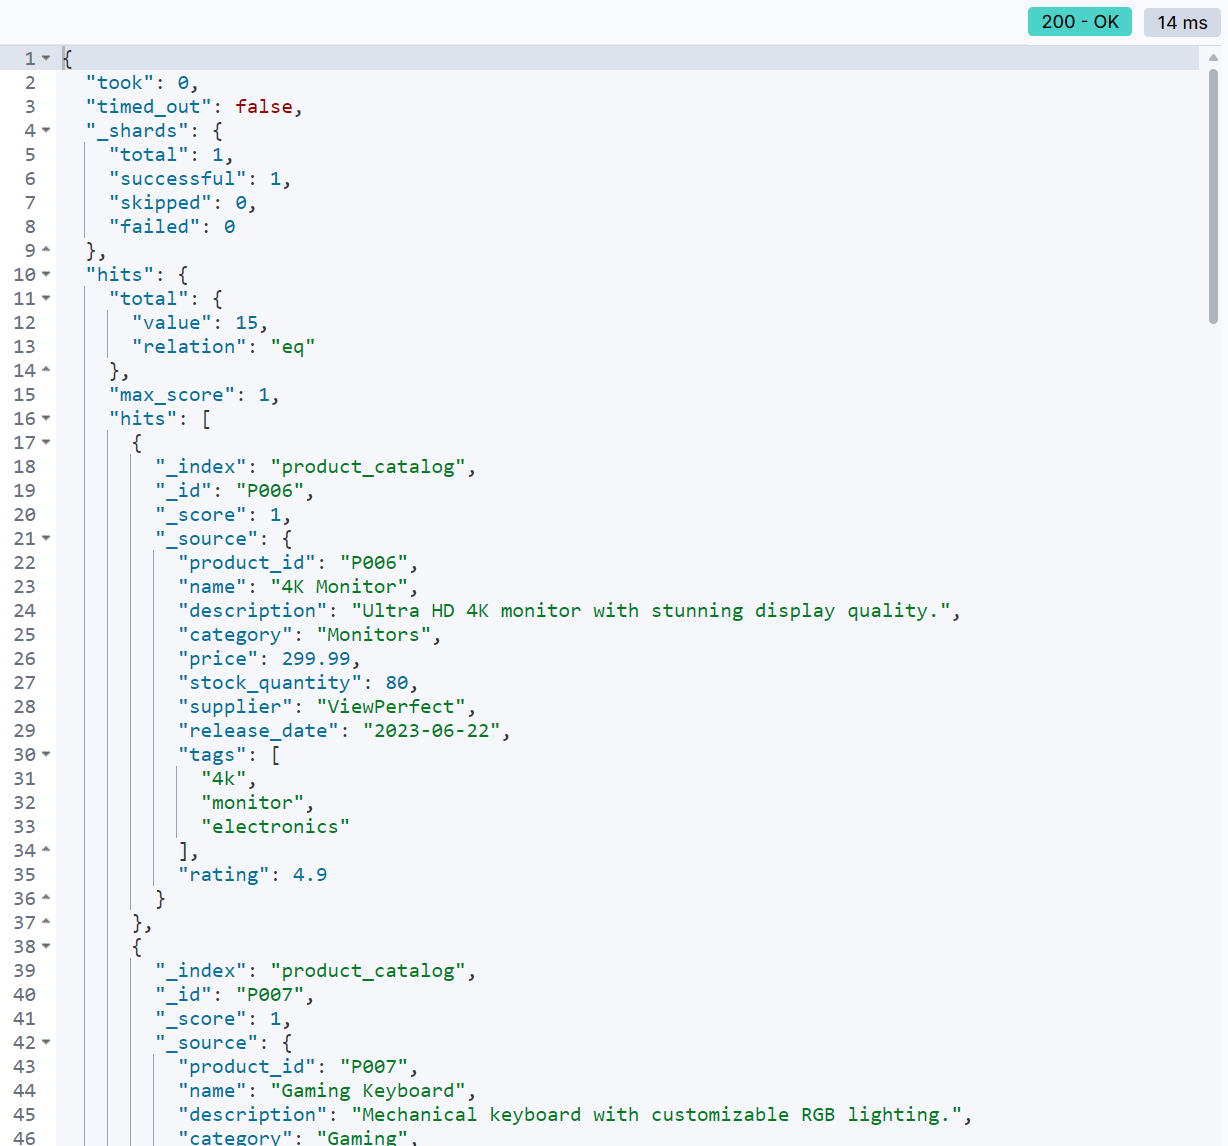 200 - OK 14 ms
1 {
2 "took": 0,
3 "timed_out": false,
4 "_shards": {
5 "total": 1,
6 "successful": 1,
7 "skipped": 0,
8 "failed": 0
9 },
10 "hits": {
11 "total": {
12 "value": 15,
13 "relation": "eq"
14 },
15 "max_score": 1,
16 "hits": [
17 {
18 "_index": "product_catalog",
19 "_id": "P006",
20 "_score": 1,
21 "_source": {
22 "product_id": "P006",
23 "name": "4K Monitor",
24 "description": "Ultra HD 4K monitor with stunning display quality.",
25 "category": "Monitors",
26 "price": 299.99,
27 "stock_quantity": 80,
28 "supplier": "ViewPerfect",
29 "release_date": "2023-06-22",
30 "tags": [
31 "4k",
32 "monitor",
33 "electronics"
34 ],
35 "rating": 4.9
36 }
37 },
38 {
39 "_index": "product_catalog",
40 "_id": "P007",
41 "_score": 1,
42 "_source": {
43 "product_id": "P007",
44 "name": "Gaming Keyboard",
45 "description": "Mechanical keyboard with customizable RGB lighting.",
46 "category": "Gaming",